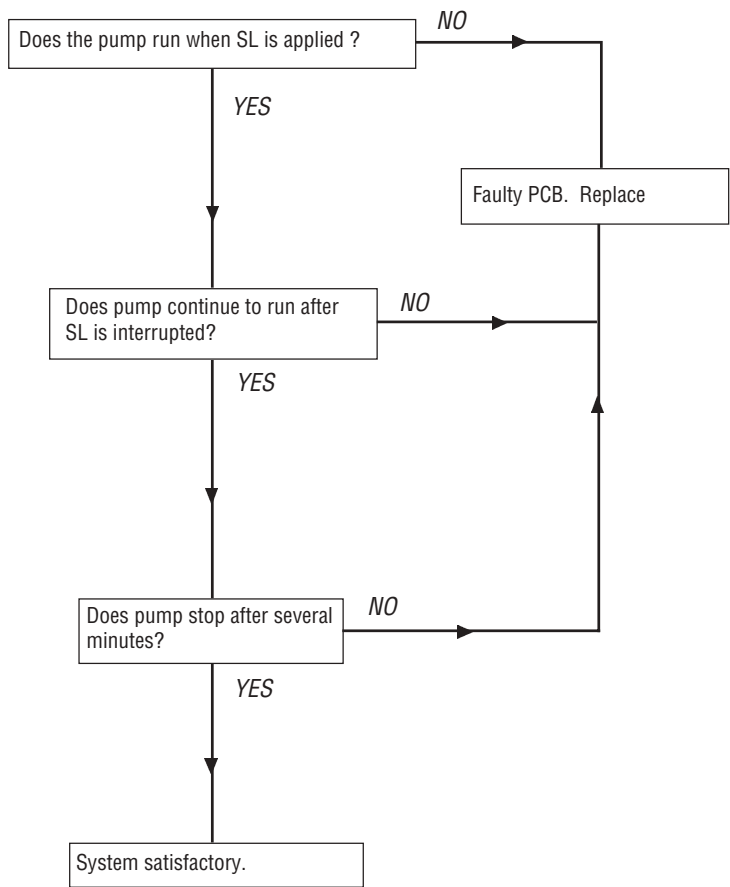 Does the pump run when SL is applied ?
NO
YES
Faulty PCB. Replace
Does pump continue to run after
SL is interrupted?
NO
YES
Does pump stop after several
minutes?
NO
YES
System satisfactory.